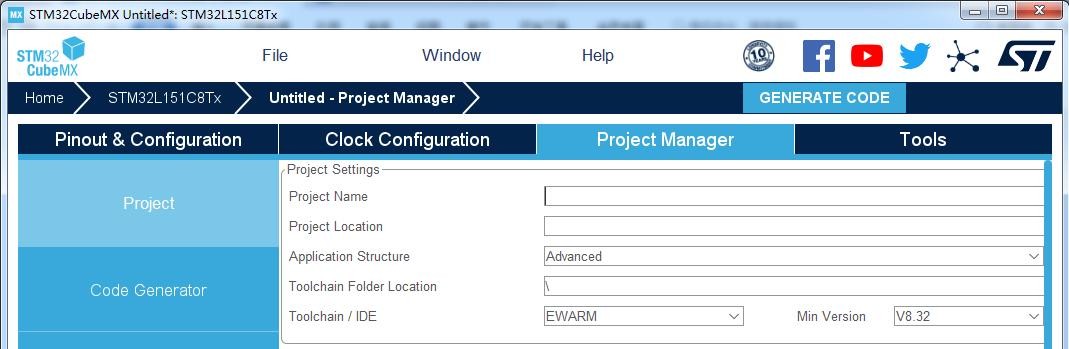 MX STM32CubeMX Untitled*: STM32L151C8Tx
STM32
CubeMX
File Window Help
10
ST
Home STM32L151C8Tx Untitled - Project Manager GENERATE CODE
Pinout & Configuration Clock Configuration Project Manager Tools
Project Settings
Project
Project Name
Project Location
Application Structure Advanced
Code Generator
Toolchain Folder Location \
Toolchain / IDE EWARM Min Version V8.32